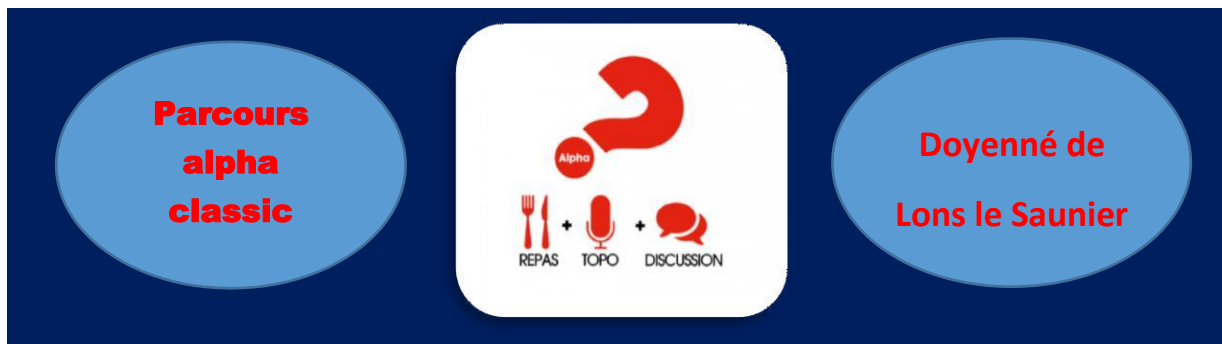 Parcours
alpha
classic
Alpha
REPAS + TOPO + DISCUSSION
Doyenné de
Lons le Saunier